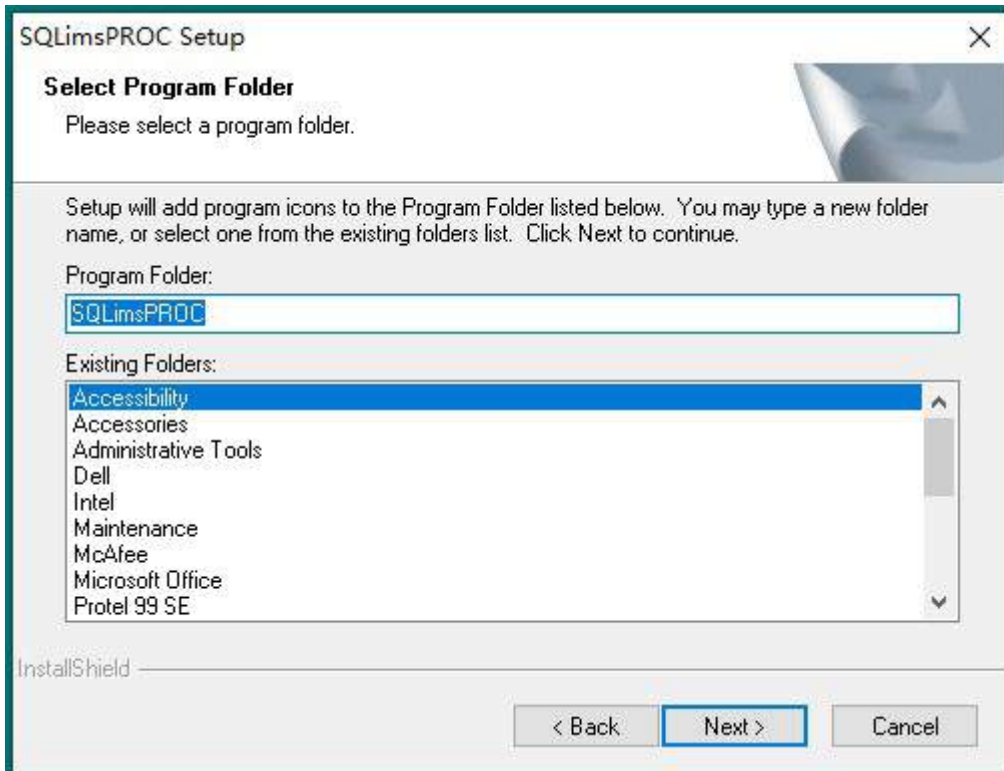 SQLimsPROC Setup
Select Program Folder
Please select a program folder.
Setup will add program icons to the Program Folder listed below.  You may type a new folder
name, or select one from the existing folders list.  Click Next to continue.
Program Folder:
SQLimsPROC
Existing Folders:
Accessibility
Accessories
Administrative Tools
Dell
Intel
Maintenance
McAfee
Microsoft Office
Protel 99 SE
InstallShield
< Back
Next >
Cancel